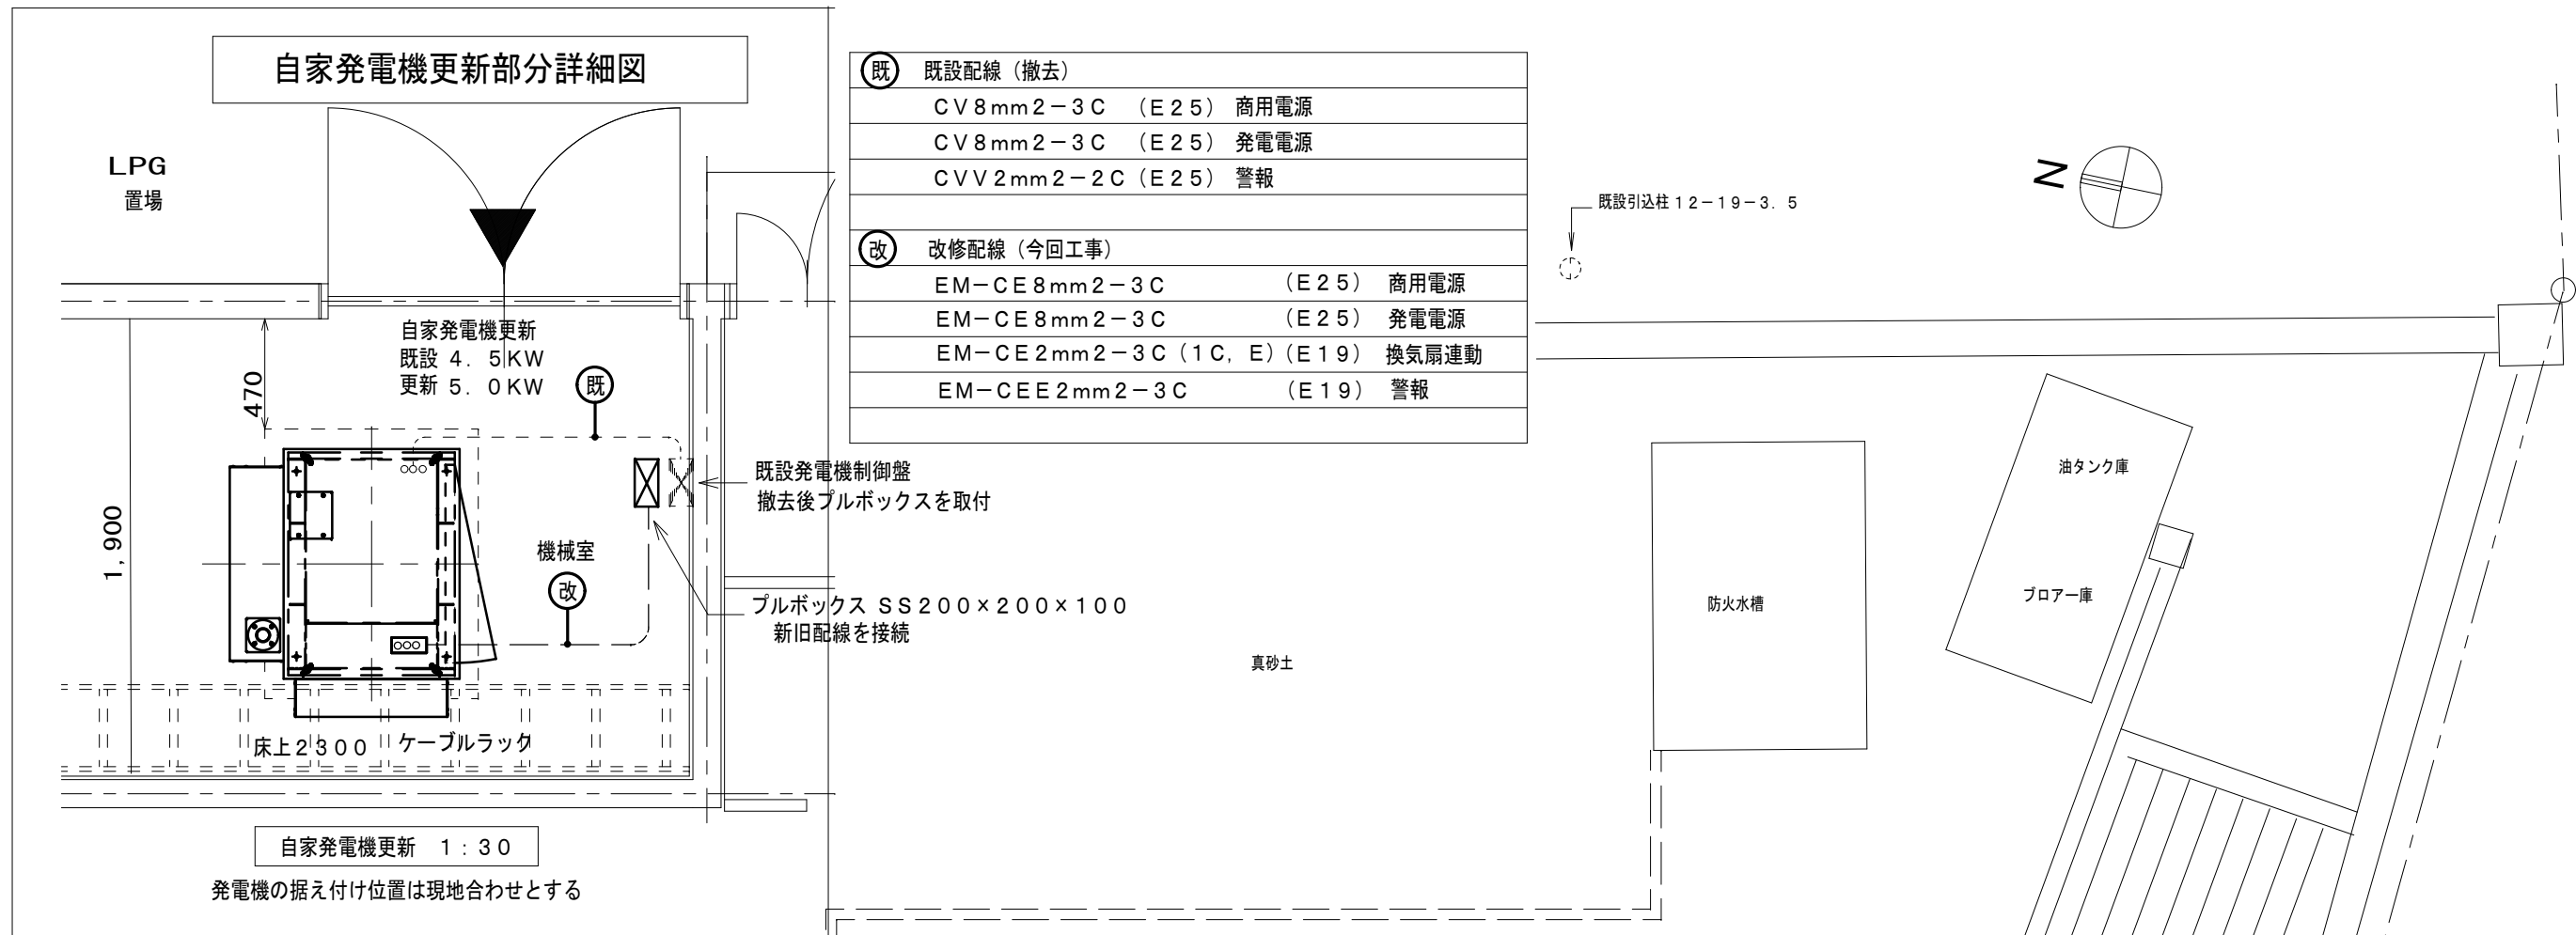 自家発電機更新部分詳細図
LPG
置場
自家発電機更新
既設 4.5KW
更新 5.0KW
既
470
1,900
機械室
改
既設発電機制御盤
撤去後プルボックスを取付
プルボックス SS200×200×100
新旧配線を接続
床上2300 ケーブルラック
自家発電機更新 1:30
発電機の据え付け位置は現地合わせとする
既 既設配線(撤去)
CV8mm2-3C (E25) 商用電源
CV8mm2-3C (E25) 発電電源
CVV2mm2-2C (E25) 警報
改 改修配線(今回工事)
EM-CE8mm2-3C (E25) 商用電源
EM-CE8mm2-3C (E25) 発電電源
EM-CE2mm2-3C(1C,E) (E19) 換気扇連動
EM-CEE2mm2-3C (E19) 警報
既設引込柱12-19-3.5
N
油タンク庫
ブロアー庫
防火水槽
真砂土